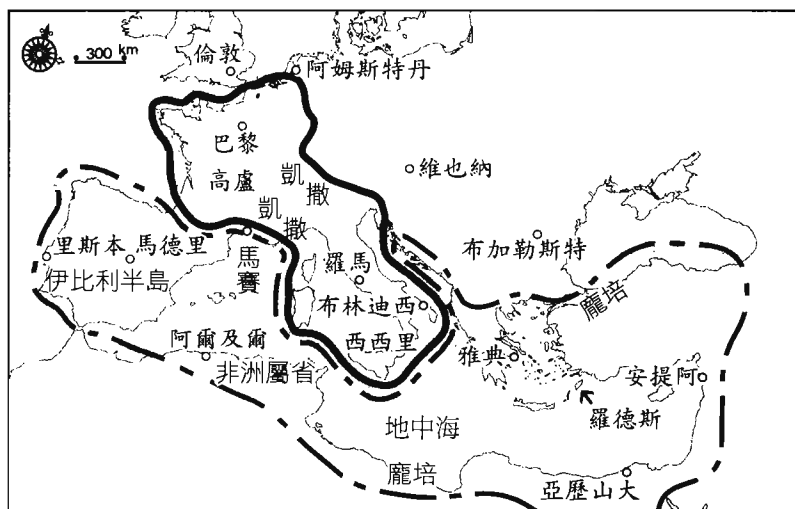 300 km
倫敦
阿姆斯特丹
巴黎
高盧
凱撒
凱撒
維也納
里斯本
馬德里
伊比利半島
馬賽
羅馬
布加勒斯特
布林迪西
西西里
龐培
阿爾及爾
非洲屬省
雅典
安提阿
羅德斯
地中海
龐培
亞歷山大